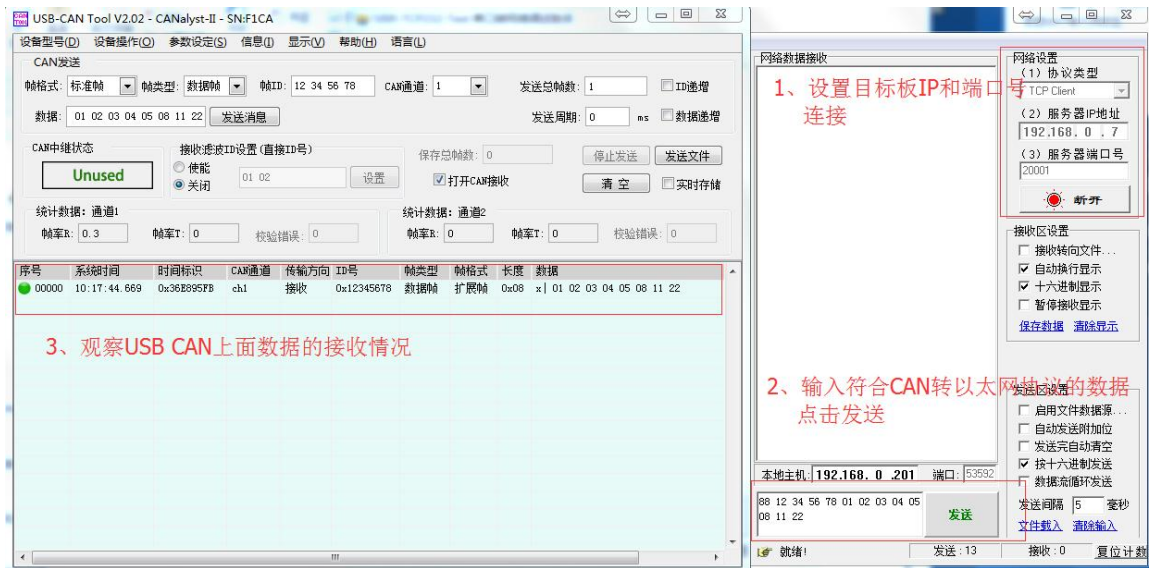 USB-CAN Tool V2.02 - CANalyst-II - SN:F1CA
设备型号(D) 设备操作(O) 参数设定(S) 信息(I) 显示(V) 帮助(H) 语言(L)
CAN发送
帧格式: 标准帧 帧类型: 数据帧 帧ID: 12 34 56 78 CAN通道: 1 发送总帧数: 1 ID递增
数据: 01 02 03 04 05 08 11 22 发送消息 发送周期: 0 ms 数据递增
CAN中继状态 接收滤波ID设置(直接ID号)
Unused 使能 关闭 01 02 设置
保存总帧数: 0 停止发送 发送文件
打开CAN接收 清 空 实时存储
统计数据: 通道1 统计数据: 通道2
帧率R: 0.3 帧率T: 0 校验错误: 0 帧率R: 0 帧率T: 0 校验错误: 0
序号 系统时间 时间标识 CAN通道 传输方向 ID号 帧类型 帧格式 长度 数据
00000 10:17:44.669 0x36E895FB ch1 接收 0x12345678 数据帧 扩展帧 0x08 x| 01 02 03 04 05 08 11 22
3、观察USB CAN上面数据的接收情况
网络数据接收
1、设置目标板IP和端口号
连接
2、输入符合CAN转以太网协议的数据
点击发送
本地主机: 192.168. 0 .201 端口: 53592
88 12 34 56 78 01 02 03 04 05
08 11 22
发送
就绪! 发送:13 接收:0 复位计数
网络设置
(1) 协议类型
TCP Client
(2) 服务器IP地址
192.168. 0 . 7
(3) 服务器端口号
20001
断开
接收区设置
接收转向文件...
自动换行显示
十六进制显示
暂停接收显示
保存数据 清除显示
发送区设置
启用文件数据源...
自动发送附加位
发送完自动清空
按十六进制发送
数据流循环发送
发送间隔 5 毫秒
文件载入 清除输入